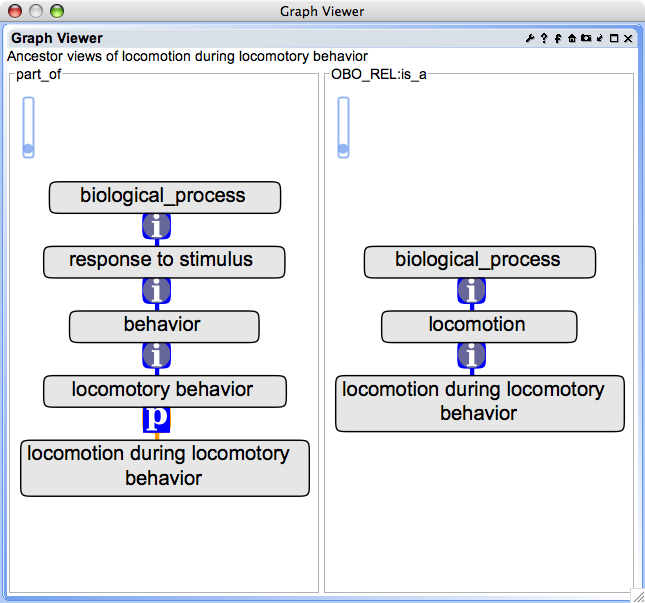 Graph Viewer
Graph Viewer
Ancestor views of locomotion during locomotory behavior
part_of
biological_process
i
response to stimulus
i
behavior
i
locomotory behavior
p
locomotion during locomotory
behavior
OBO_REL:is_a
biological_process
i
locomotion
i
locomotion during locomotory
behavior